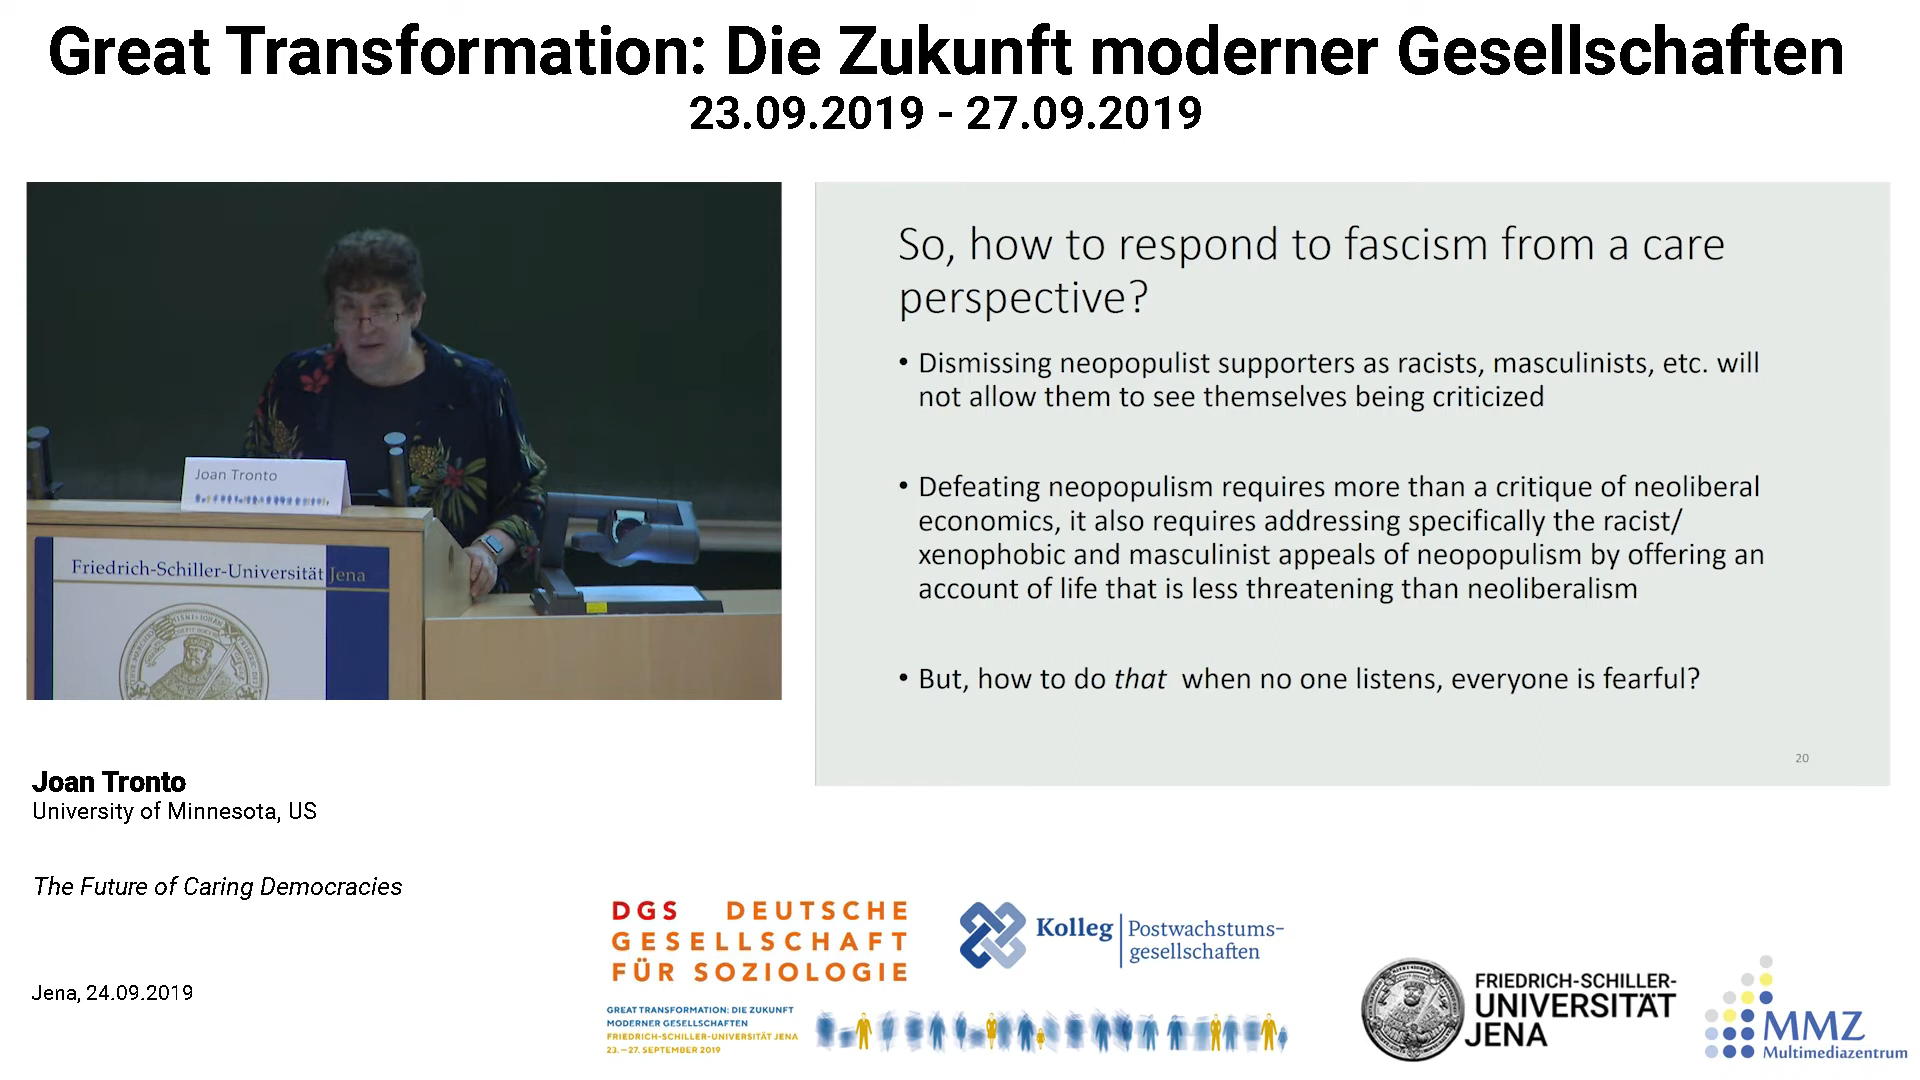 Great Transformation: Die Zukunft moderner Gesellschaften
23.09.2019 - 27.09.2019
Joan Tronto
Friedrich-Schiller-Universität Jena
So, how to respond to fascism from a care
perspective?
• Dismissing neopopulist supporters as racists, masculinists, etc. will
not allow them to see themselves being criticized
• Defeating neopopulism requires more than a critique of neoliberal
economics, it also requires addressing specifically the racist/
xenophobic and masculinist appeals of neopopulism by offering an
account of life that is less threatening than neoliberalism
• But, how to do that when no one listens, everyone is fearful?
20
Joan Tronto
University of Minnesota, US
The Future of Caring Democracies
Jena, 24.09.2019
DGS DEUTSCHE
GESELLSCHAFT
FÜR SOZIOLOGIE
GREAT TRANSFORMATION: DIE ZUKUNFT
MODERNER GESELLSCHAFTEN
FRIEDRICH-SCHILLER-UNIVERSITÄT JENA
23.—27. SEPTEMBER 2019
Kolleg Postwachstums-
gesellschaften
FRIEDRICH-SCHILLER-
UNIVERSITÄT
JENA
MMZ
Multimediazentrum